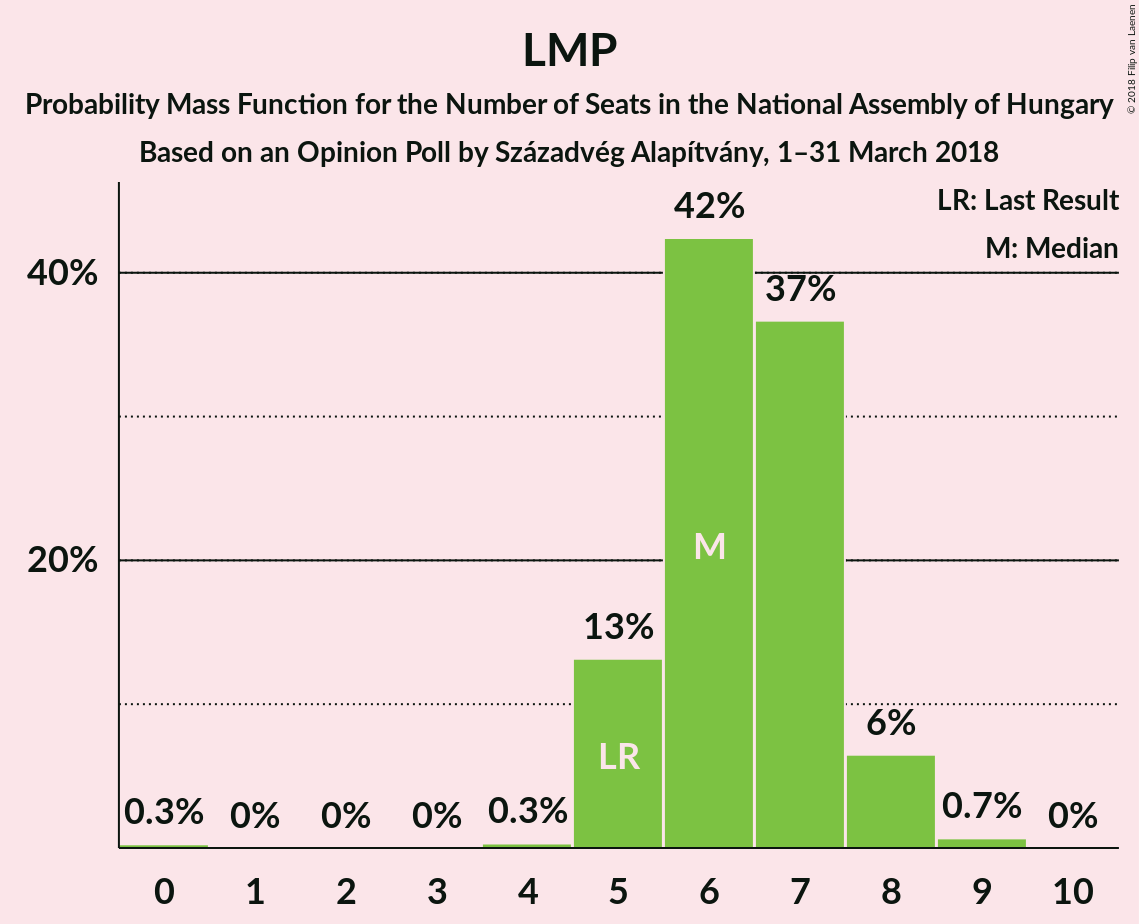 LMP
Probability Mass Function for the Number of Seats in the National Assembly of Hungary
Based on an Opinion Poll by Századvég Alapítvány, 1–31 March 2018
© 2018 Filip van Laenen
LR: Last Result
M: Median
40%
20%
0.3%
0%
0%
0%
0.3%
13%
42%
37%
6%
0.7%
0%
LR
M
0 1 2 3 4 5 6 7 8 9 10